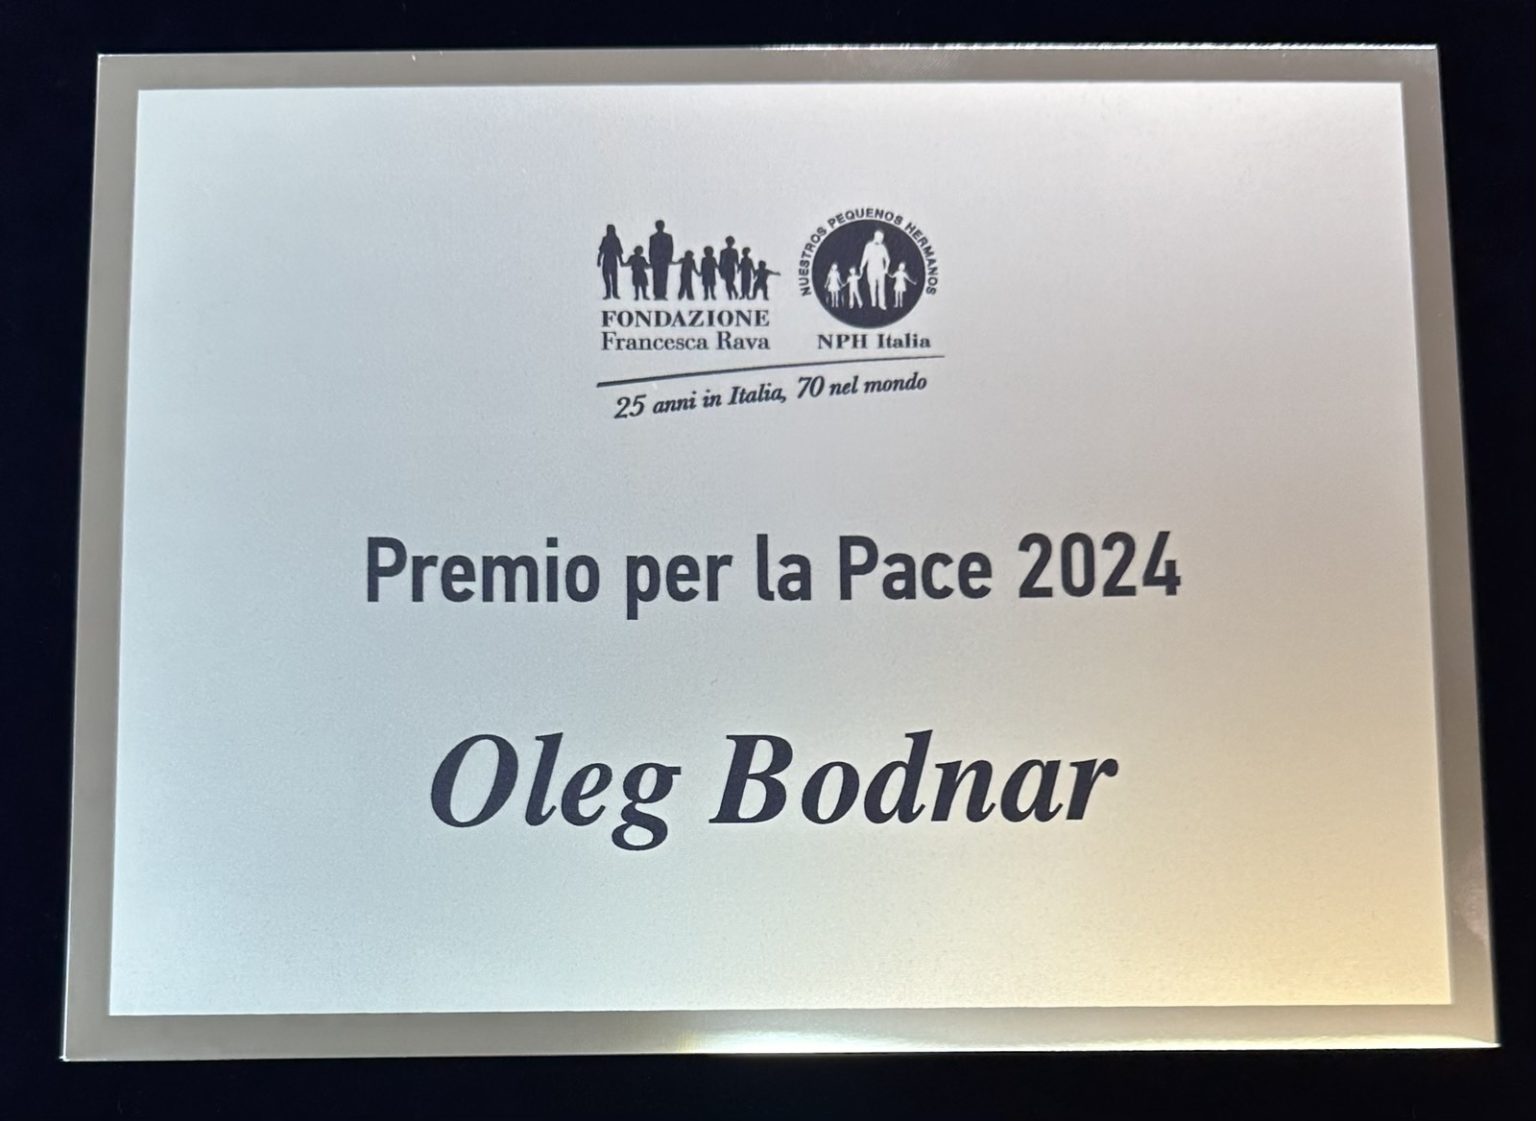 NUESTROS PEQUENOS HERMANOS
FONDAZIONE
Francesca Rava
NPH Italia
25 anni in Italia, 70 nel mondo
Premio per la Pace 2024
Oleg Bodnar